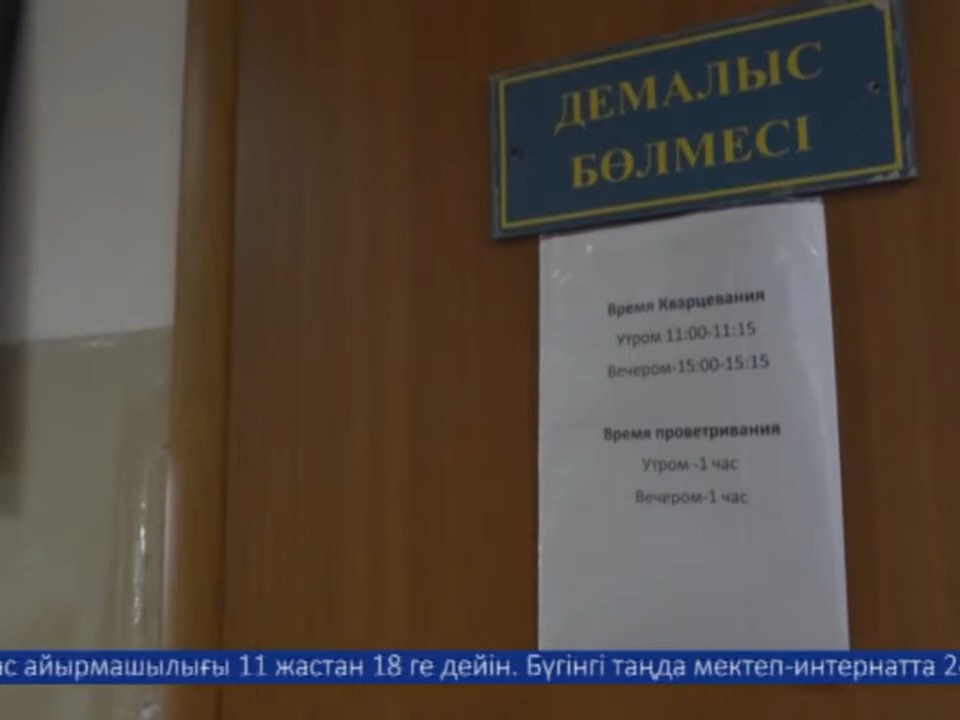 ДЕМАЛЫС
БӨЛМЕСІ
Время Кварцевания
Утром 11:00-11:15
Вечером-15:00-15:15
Время проветривания
Утром -1 час
Вечером-1 час
айырмашылығы 11 жастан 18 ге дейін. Бүгінгі таңда мектеп-интернатта